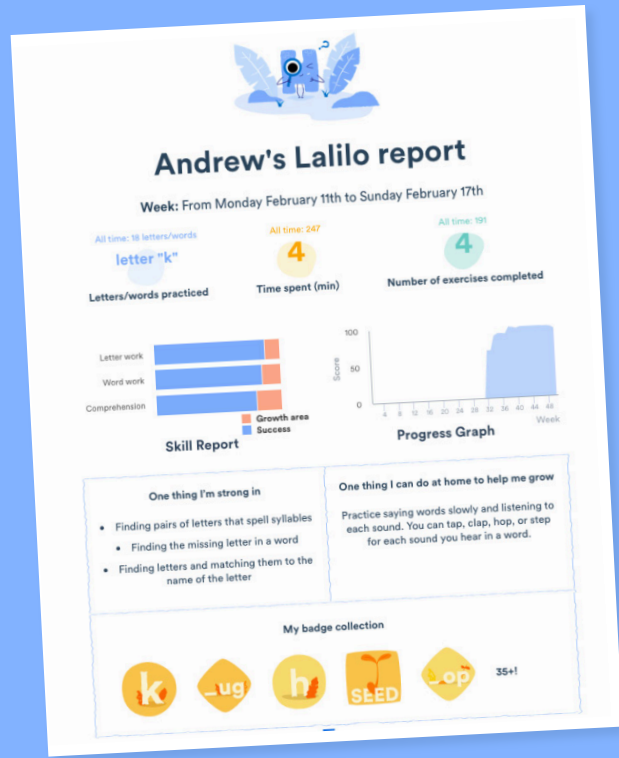 Andrew's Lalilo report
Week: From Monday February 11th to Sunday February 17th
All time: 18 letters/words
letter "k"
Letters/words practiced
All time: 247
4
Time spent (min)
All time: 191
4
Number of exercises completed
Letter work
Word work
Comprehension
Growth area
Success
Skill Report
100
50
0
Score
4 8 12 16 20 24 28 32 36 40 44 48
Week
Progress Graph
One thing I'm strong in
Finding pairs of letters that spell syllables
Finding the missing letter in a word
Finding letters and matching them to the
name of the letter
One thing I can do at home to help me grow
Practice saying words slowly and listening to
each sound. You can tap, clap, hop, or step
for each sound you hear in a word.
My badge collection
k
_ug
h
SEED
_op
35+!